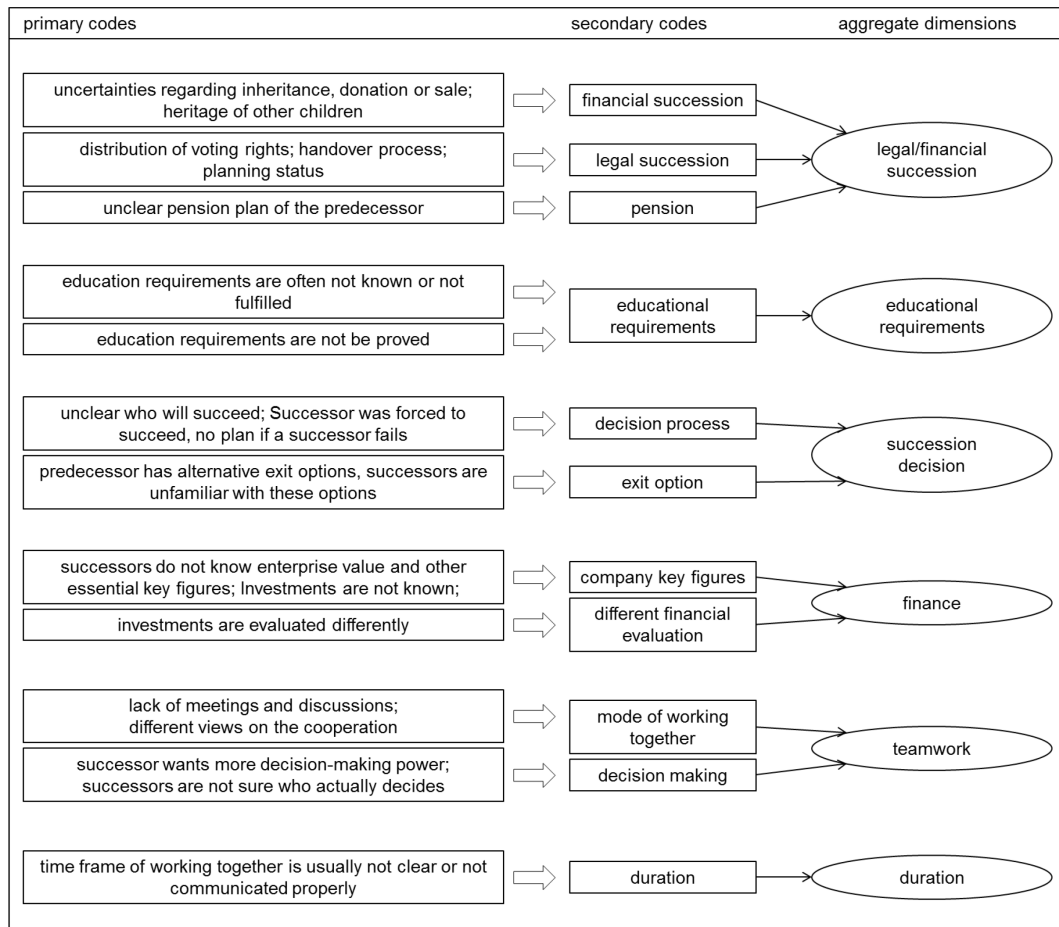 primary codes
secondary codes
aggregate dimensions
uncertainties regarding inheritance, donation or sale;
heritage of other children
financial succession
distribution of voting rights; handover process;
planning status
legal succession
unclear pension plan of the predecessor
pension
legal/financial
succession
education requirements are often not known or not
fulfilled
education requirements are not be proved
educational
requirements
educational
requirements
unclear who will succeed; Successor was forced to
succeed, no plan if a successor fails
decision process
predecessor has alternative exit options, successors are
unfamiliar with these options
exit option
succession
decision
successors do not know enterprise value and other
essential key figures; Investments are not known;
company key figures
investments are evaluated differently
different financial
evaluation
finance
lack of meetings and discussions;
different views on the cooperation
mode of working
together
successor wants more decision-making power;
successors are not sure who actually decides
decision making
teamwork
time frame of working together is usually not clear or not
communicated properly
duration
duration